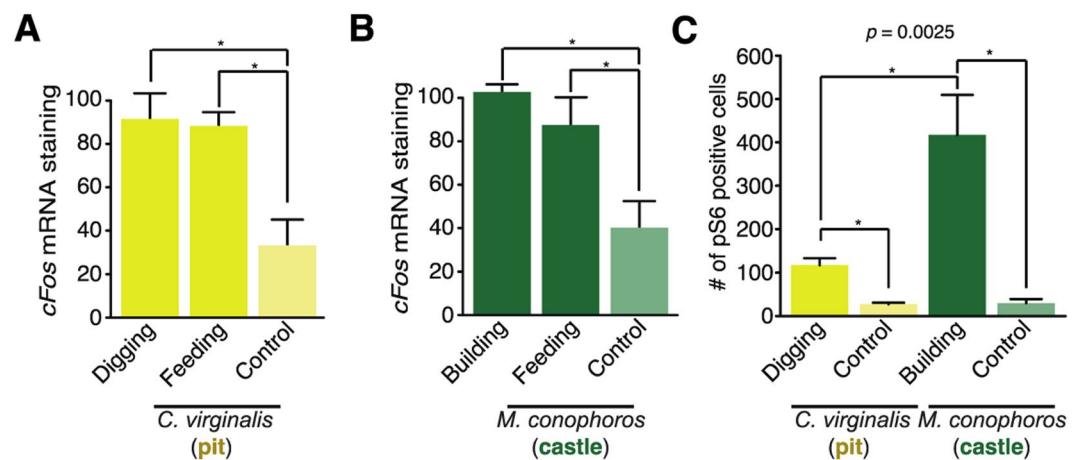 A
cFos mRNA staining
100
80
60
40
20
0
*
*
Digging
Feeding
Control
C. virginalis
(pit)
B
cFos mRNA staining
100
80
60
40
20
0
*
*
Building
Feeding
Control
M. conophoros
(castle)
C
p = 0.0025
# of pS6 positive cells
600
500
400
300
200
100
0
*
*
*
Digging
Control
Building
Control
C. virginalis
(pit)
M. conophoros
(castle)